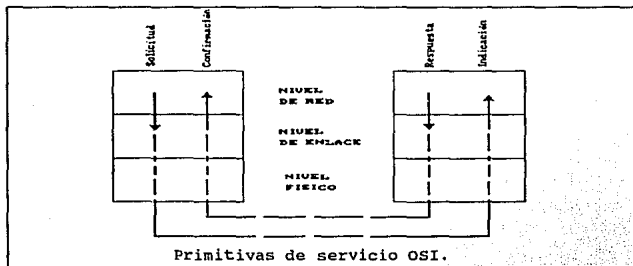 Solicitud
Confirmación
Respuesta
Indicación
NIVEL
DE RED
NIVEL
DE ENLACE
NIVEL
FISICO
Primitivas de servicio OSI.